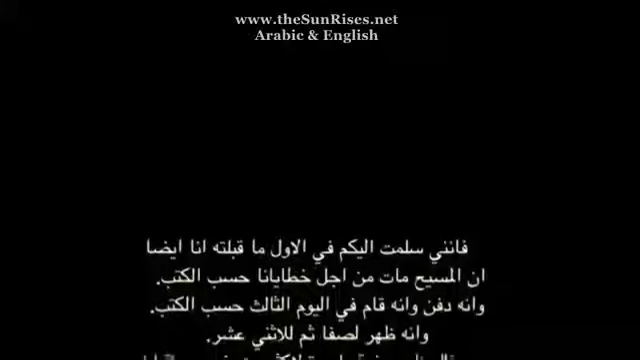 www.theSunRises.net
Arabic & English
فانني سلمت اليكم في الاول ما قبلته انا ايضا
ان المسيح مات من اجل خطايانا حسب الكتب.
وانه دفن وانه قام في اليوم الثالث حسب الكتب.
وانه ظهر لصفا ثم للاثني عشر.